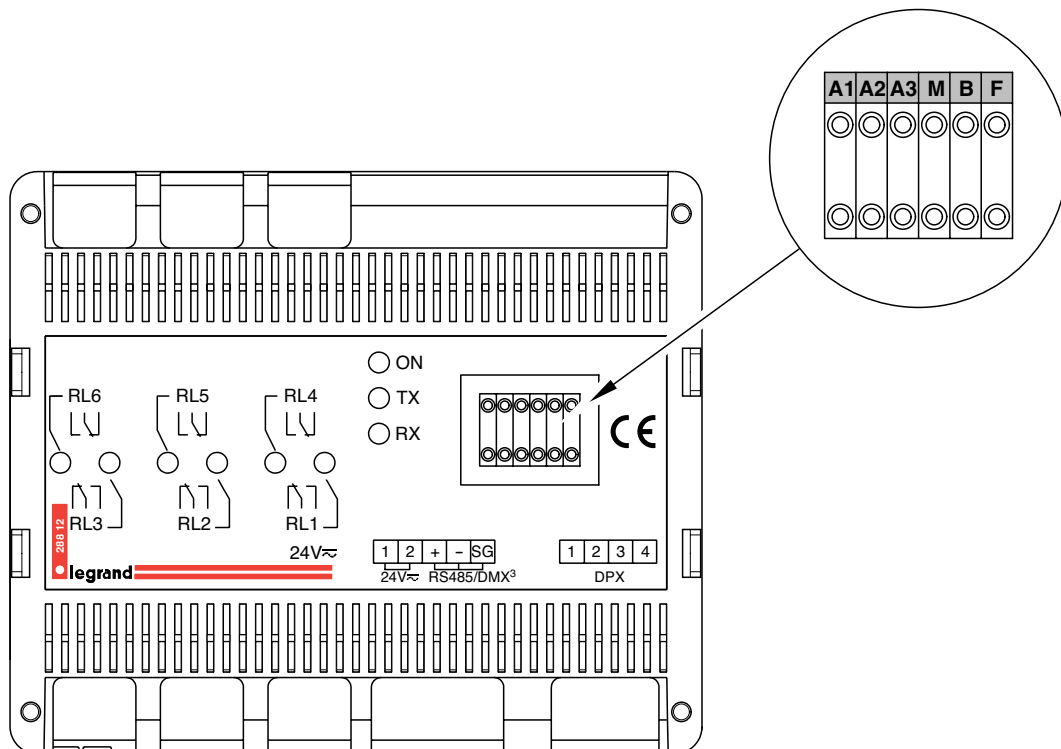 A1 A2 A3 M B F
ON
TX
RX
RL6 RL5 RL4
RL3 RL2 RL1
288 12
legrand
24V⎓
1 2 + − SG
24V⎓ RS485/DMX³
1 2 3 4
DPX
CE